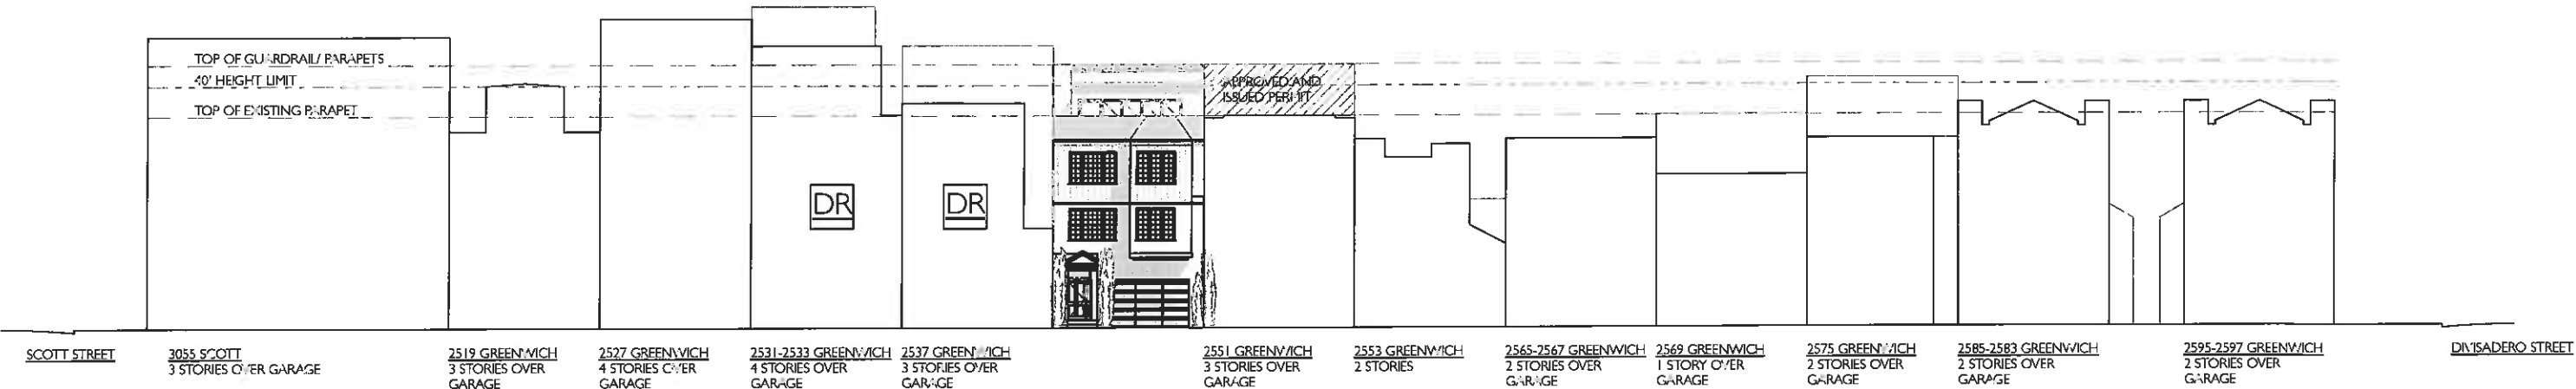 TOP OF GUARDRAIL/ PARAPETS
40' HEIGHT LIMIT
TOP OF EXISTING PARAPET
APPROVED AND
ISSUED PERMIT
DR
DR
SCOTT STREET
3055 SCOTT
3 STORIES OVER GARAGE
2519 GREENWICH
3 STORIES OVER
GARAGE
2527 GREENWICH
4 STORIES OVER
GARAGE
2531-2533 GREENWICH
4 STORIES OVER
GARAGE
2537 GREENWICH
3 STORIES OVER
GARAGE
2551 GREENWICH
3 STORIES OVER
GARAGE
2553 GREENWICH
2 STORIES
2565-2567 GREENWICH
2 STORIES OVER
GARAGE
2569 GREENWICH
1 STORY OVER
GARAGE
2575 GREENWICH
2 STORIES OVER
GARAGE
2585-2583 GREENWICH
2 STORIES OVER
GARAGE
2595-2597 GREENWICH
2 STORIES OVER
GARAGE
DIVISADERO STREET